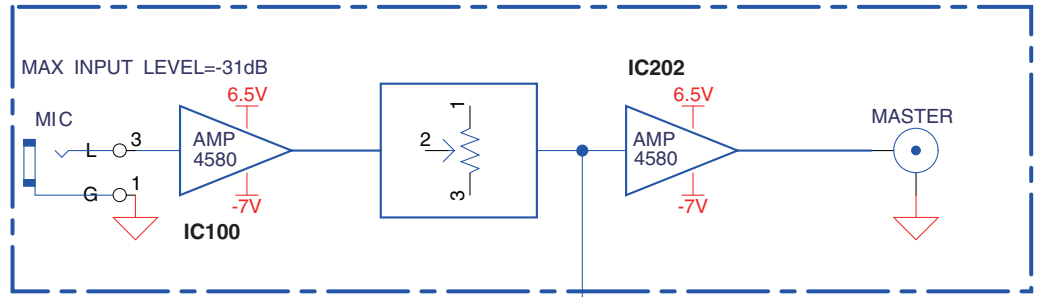 MAX INPUT LEVEL=-31dB
IC202
6.5V
6.5V
MIC
MASTER
L
3
AMP
4580
1
2
3
AMP
4580
G
1
-7V
-7V
IC100